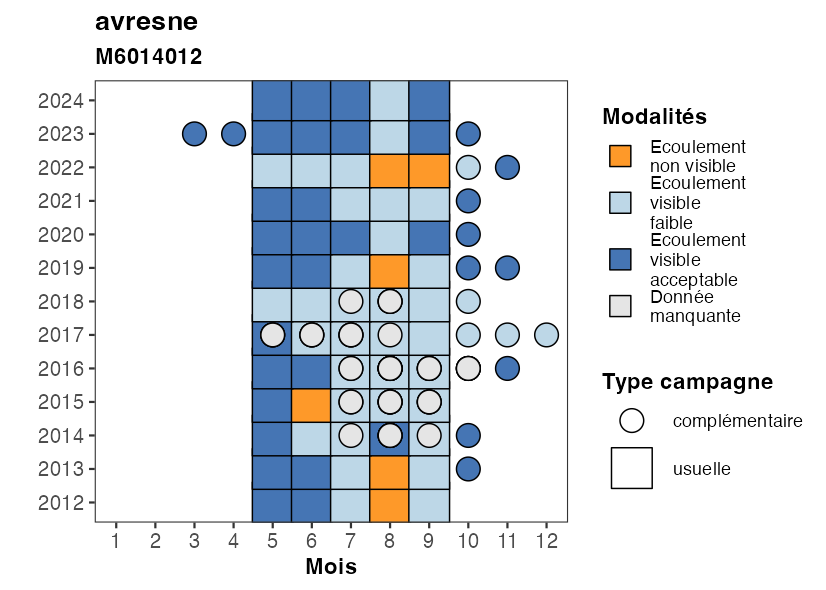 avresne
M6014012
2024
2023
2022
2021
2020
2019
2018
2017
2016
2015
2014
2013
2012
1 2 3 4 5 6 7 8 9 10 11 12
Mois
Modalités
Ecoulement
non visible
Ecoulement
visible
faible
Ecoulement
visible
acceptable
Donnée
manquante
Type campagne
complémentaire
usuelle